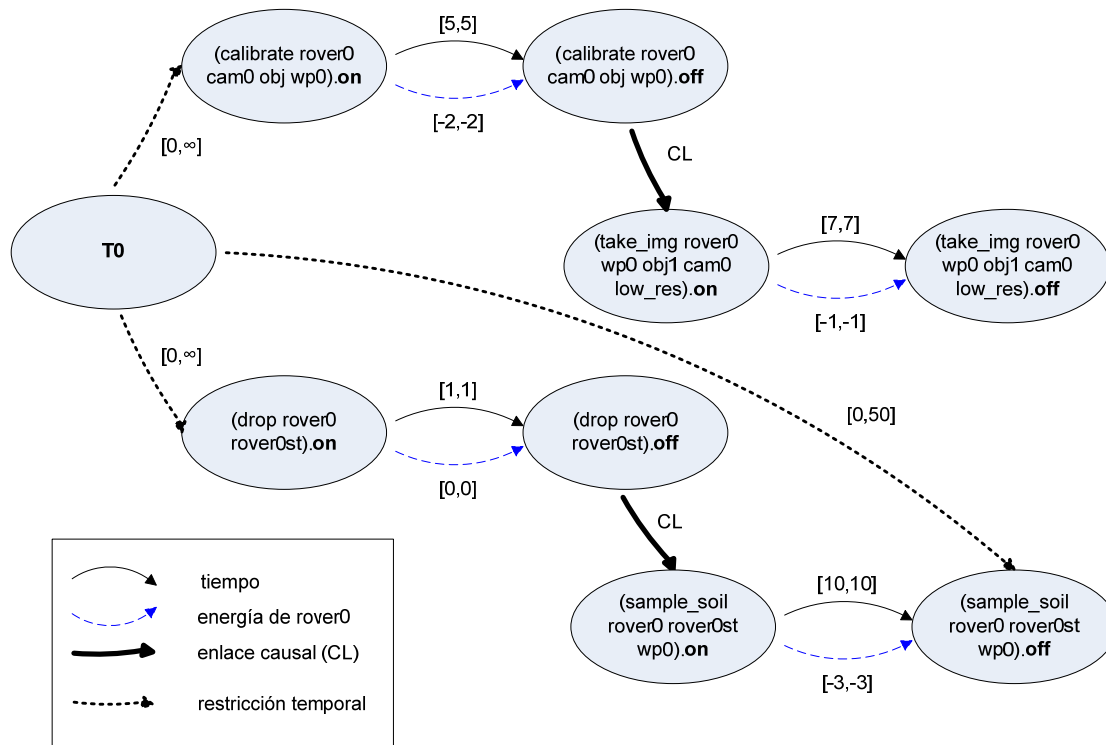 [5,5]
(calibrate rover0
cam0 obj wp0).on
(calibrate rover0
cam0 obj wp0).off
[-2,-2]
[0,∞]
CL
T0
(take_img rover0
wp0 obj1 cam0
low_res).on
[7,7]
(take_img rover0
wp0 obj1 cam0
low_res).off
[-1,-1]
[0,∞]
[1,1]
(drop rover0
rover0st).on
(drop rover0
rover0st).off
[0,50]
[0,0]
CL
(sample_soil
rover0 rover0st
wp0).on
[10,10]
(sample_soil
rover0 rover0st
wp0).off
[-3,-3]
tiempo
energía de rover0
enlace causal (CL)
restricción temporal